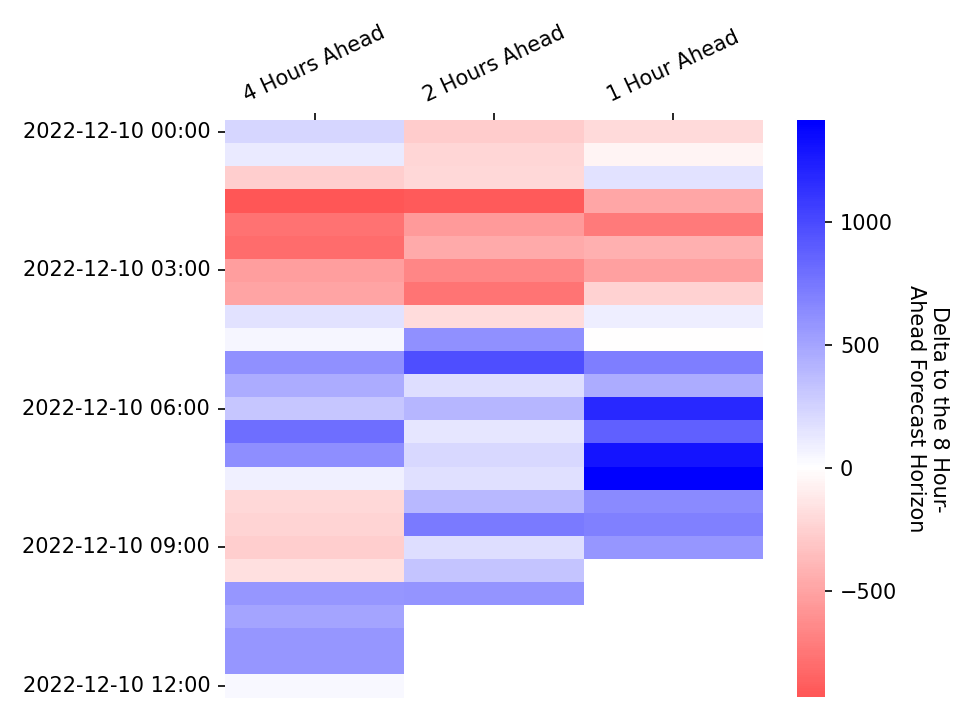 4 Hours Ahead
2 Hours Ahead
1 Hour Ahead
2022-12-10 00:00
2022-12-10 03:00
2022-12-10 06:00
2022-12-10 09:00
2022-12-10 12:00
1000
500
0
−500
Delta to the 8 Hour-
Ahead Forecast Horizon